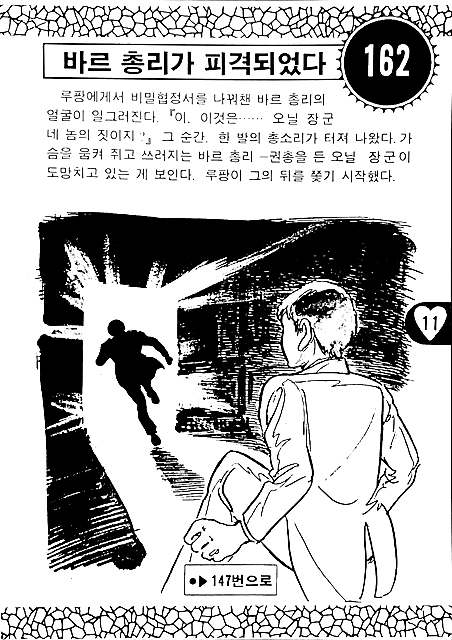 바르 총리가 피격되었다
162
루팡에게서 비밀협정서를 나꿔챈 바르 총리의
얼굴이 일그러진다. 『이. 이것은…… 오닐 장군
네 놈의 짓이지 』 그 순간. 한 발의 총소리가 터져 나왔다. 가
슴을 움켜 쥐고 쓰러지는 바르 총리 —권총을 든 오닐 장군이
도망치고 있는 게 보인다. 루팡이 그의 뒤를 쫓기 시작했다.
11
●▶ 147번으로